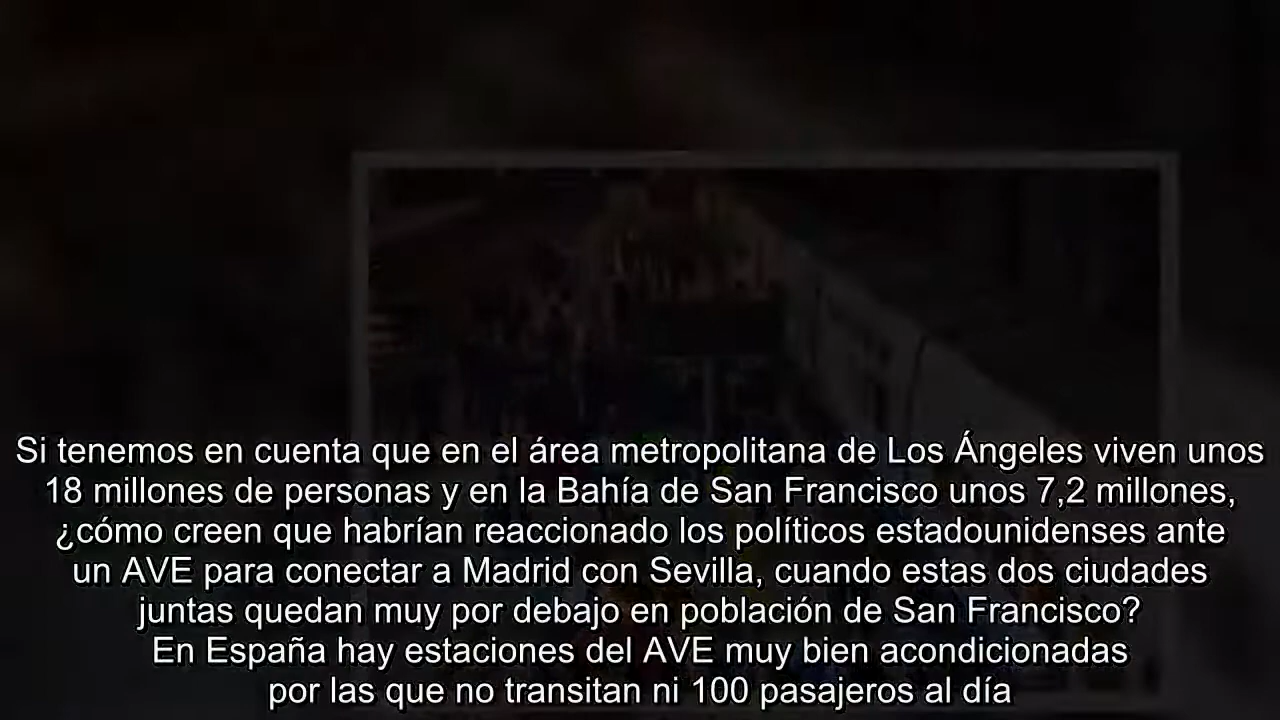 Si tenemos en cuenta que en el área metropolitana de Los Ángeles viven unos
18 millones de personas y en la Bahía de San Francisco unos 7,2 millones,
¿cómo creen que habrían reaccionado los políticos estadounidenses ante
un AVE para conectar a Madrid con Sevilla, cuando estas dos ciudades
juntas quedan muy por debajo en población de San Francisco?
En España hay estaciones del AVE muy bien acondicionadas
por las que no transitan ni 100 pasajeros al día